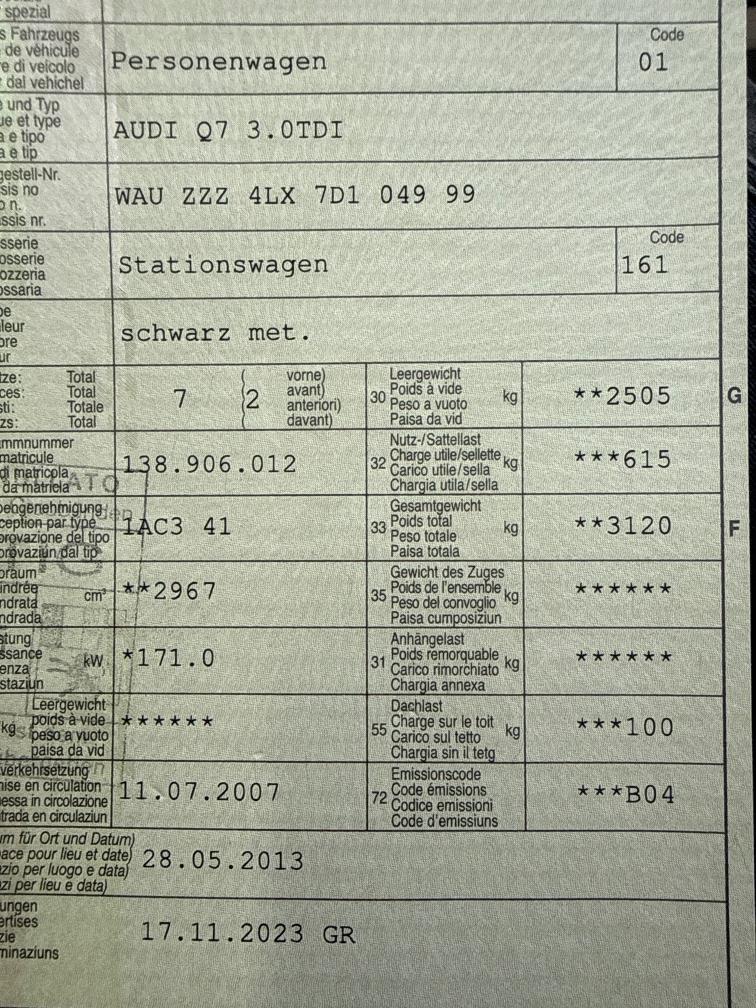 spezial
s Fahrzeugs
de véhicule
e di veicolo
dal vehichel
Personenwagen
Code
01
und Typ
ue et type
a e tipo
a e tip
AUDI Q7 3.0TDI
gestell-Nr.
sis no
o n.
assis nr.
WAU ZZZ 4LX 7D1 049 99
sserie
osserie
ozzeria
ossaria
Stationswagen
Code
161
be
leur
ore
ur
schwarz met.
tze: Total
ces: Total
sti: Totale
zs: Total
7
(2
vorne)
avant)
anteriori)
davant)
30
Leergewicht
Poids à vide
Peso a vuoto
Paisa da vid
kg
**2505
G
mmnummer
matricule
di matricola
da matricla
138.906.012
32
Nutz-/Sattellast
Charge utile/sellette
Carico utile/sella
Chargia utila/sella
kg
***615
pengenehmigung
ception par type
provazione del tipo
provaziun dal tip
1AC3 41
33
Gesamtgewicht
Poids total
Peso totale
Paisa totala
kg
**3120
F
braum
indrée
ndrata
ndrada
cm³
**2967
35
Gewicht des Zuges
Poids de l'ensemble
Peso del convoglio
Paisa cumposiziun
kg
******
stung
ssance
enza
staziun
kW
*171.0
31
Anhängelast
Poids remorquable
Carico rimorchiato
Chargia annexa
kg
******
kg
Leergewicht
poids à vide
peso a vuoto
paisa da vid
******
55
Dachlast
Charge sur le toit
Carico sul tetto
Chargia sin il tetg
kg
***100
verkehrsetzung
mise en circulation
essa in circolazione
trada en circulaziun
11.07.2007
72
Emissionscode
Code émissions
Codice emissioni
Code d'emissiuns
***B04
um für Ort und Datum)
ace pour lieu et date)
zio per luogo e data)
zi per lieu e data)
28.05.2013
ungen
ertises
zie
minaziuns
17.11.2023 GR